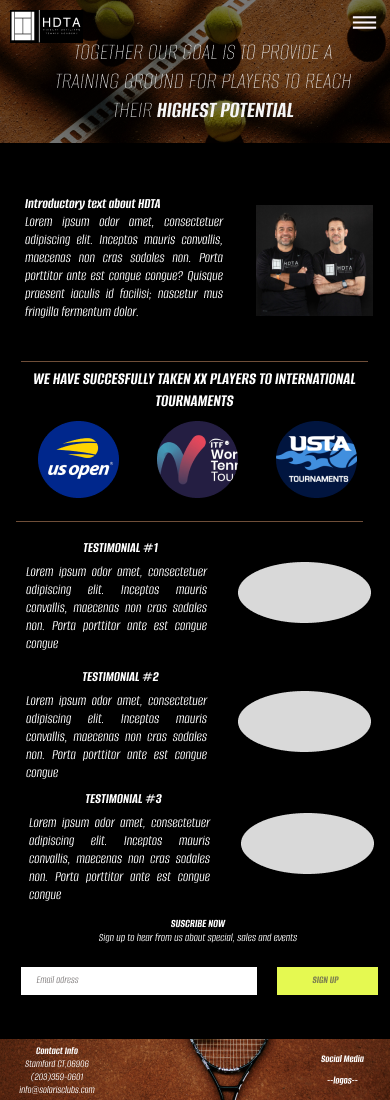 HDTA
TOGETHER OUR GOAL IS TO PROVIDE A
TRAINING GROUND FOR PLAYERS TO REACH
THEIR HIGHEST POTENTIAL
Introductory text about HDTA
Lorem ipsum odor amet, consectetuer
adipiscing elit. Inceptos mauris convallis,
maecenas non cras sodales non. Porta
porttitor ante est congue congue? Quisque
praesent iaculis id facilisi; nascetur mus
fringilla fermentum dolor.
HDTA
HDTA
WE HAVE SUCCESFULLY TAKEN XX PLAYERS TO INTERNATIONAL
TOURNAMENTS
us open
ITF®
Wor
Tenn
Tou
USTA
TOURNAMENTS
TESTIMONIAL #1
Lorem ipsum odor amet, consectetuer
adipiscing elit. Inceptos mauris
convallis, maecenas non cras sodales
non. Porta porttitor ante est congue
congue
TESTIMONIAL #2
Lorem ipsum odor amet, consectetuer
adipiscing elit. Inceptos mauris
convallis, maecenas non cras sodales
non. Porta porttitor ante est congue
congue
TESTIMONIAL #3
Lorem ipsum odor amet, consectetuer
adipiscing elit. Inceptos mauris
convallis, maecenas non cras sodales
non. Porta porttitor ante est congue
congue
SUSCRIBE NOW
Sign up to hear from us about special, sales and events
Email adress
SIGN UP
Contact Info
Stamford CT,06906
(203)359-0601
info@solarisclubs.com
Social Media
--logos--